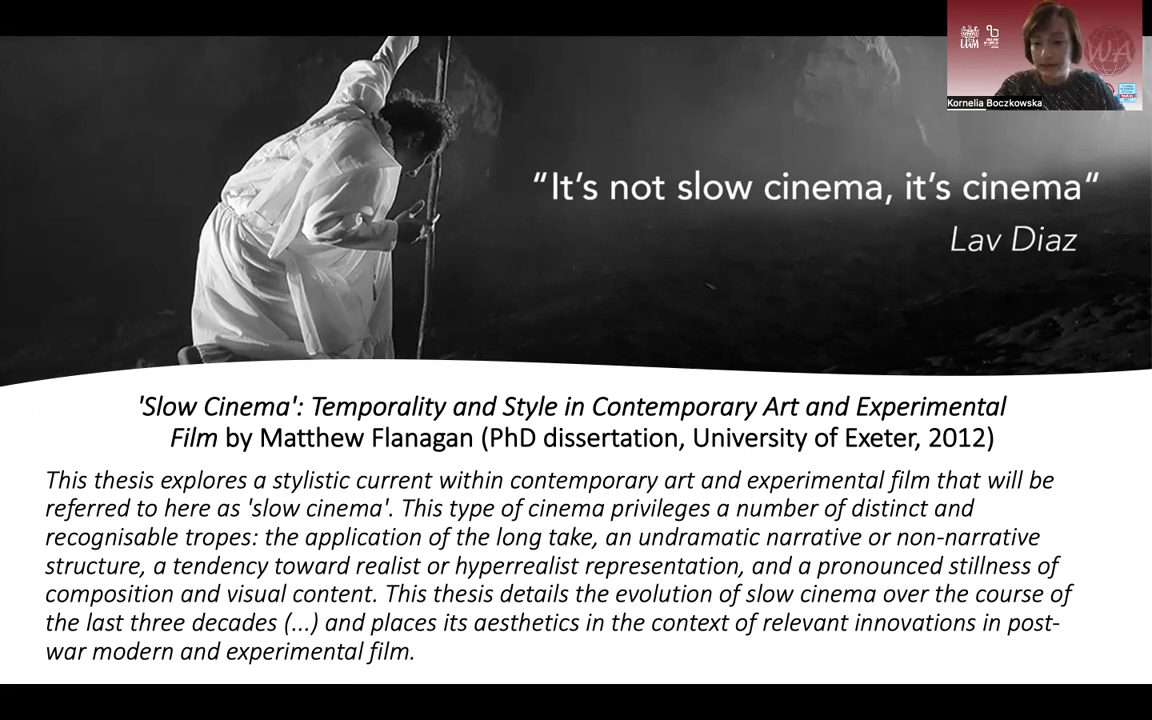 UWM
WA
Kornelia Boczkowska
“It’s not slow cinema, it’s cinema“
Lav Diaz
'Slow Cinema': Temporality and Style in Contemporary Art and Experimental
Film by Matthew Flanagan (PhD dissertation, University of Exeter, 2012)
This thesis explores a stylistic current within contemporary art and experimental film that will be
referred to here as 'slow cinema'. This type of cinema privileges a number of distinct and
recognisable tropes: the application of the long take, an undramatic narrative or non-narrative
structure, a tendency toward realist or hyperrealist representation, and a pronounced stillness of
composition and visual content. This thesis details the evolution of slow cinema over the course of
the last three decades (...) and places its aesthetics in the context of relevant innovations in post-
war modern and experimental film.